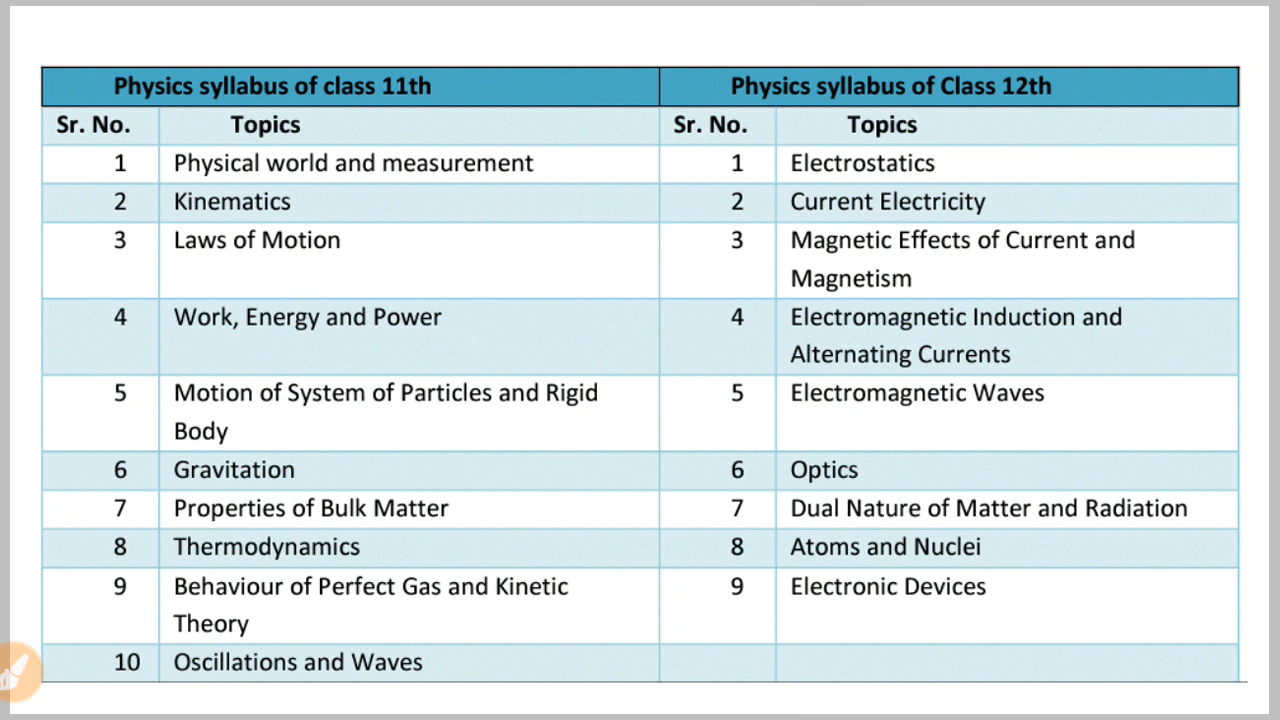 Physics syllabus of class 11th Physics syllabus of Class 12th
Sr. No. Topics Sr. No. Topics
1 Physical world and measurement 1 Electrostatics
2 Kinematics 2 Current Electricity
3 Laws of Motion 3 Magnetic Effects of Current and
Magnetism
4 Work, Energy and Power 4 Electromagnetic Induction and
Alternating Currents
5 Motion of System of Particles and Rigid 5 Electromagnetic Waves
Body
6 Gravitation 6 Optics
7 Properties of Bulk Matter 7 Dual Nature of Matter and Radiation
8 Thermodynamics 8 Atoms and Nuclei
9 Behaviour of Perfect Gas and Kinetic 9 Electronic Devices
Theory
10 Oscillations and Waves